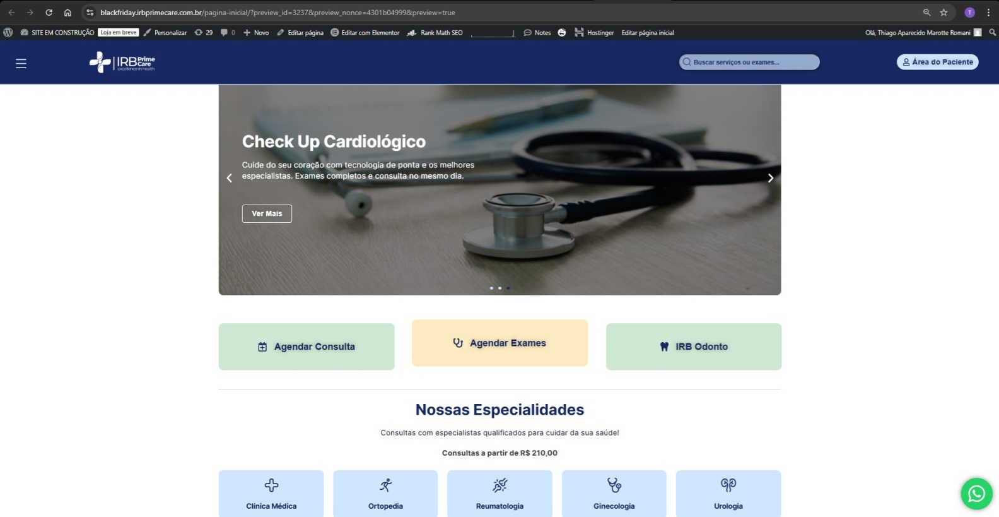 blackfriday.irbprimecare.com.br/pagina-inicial/?preview_id=3237&preview_nonce=4301b04999&preview=true
T
SITE EM CONSTRUÇÃO Loja em breve Personalizar 29 0 Novo Editar página Editar com Elementor Rank Math SEO Notes Hostinger Editar página inicial Olá, Thiago Aparecido Marotte Romani
IRB Prime Care
excellence in health
Buscar serviços ou exames...
Área do Paciente
Check Up Cardiológico
Cuide do seu coração com tecnologia de ponta e os melhores
especialistas. Exames completos e consulta no mesmo dia.
Ver Mais
Agendar Consulta
Agendar Exames
IRB Odonto
Nossas Especialidades
Consultas com especialistas qualificados para cuidar da sua saúde!
Consultas a partir de R$ 210,00
Clínica Médica
Ortopedia
Reumatologia
Ginecologia
Urologia